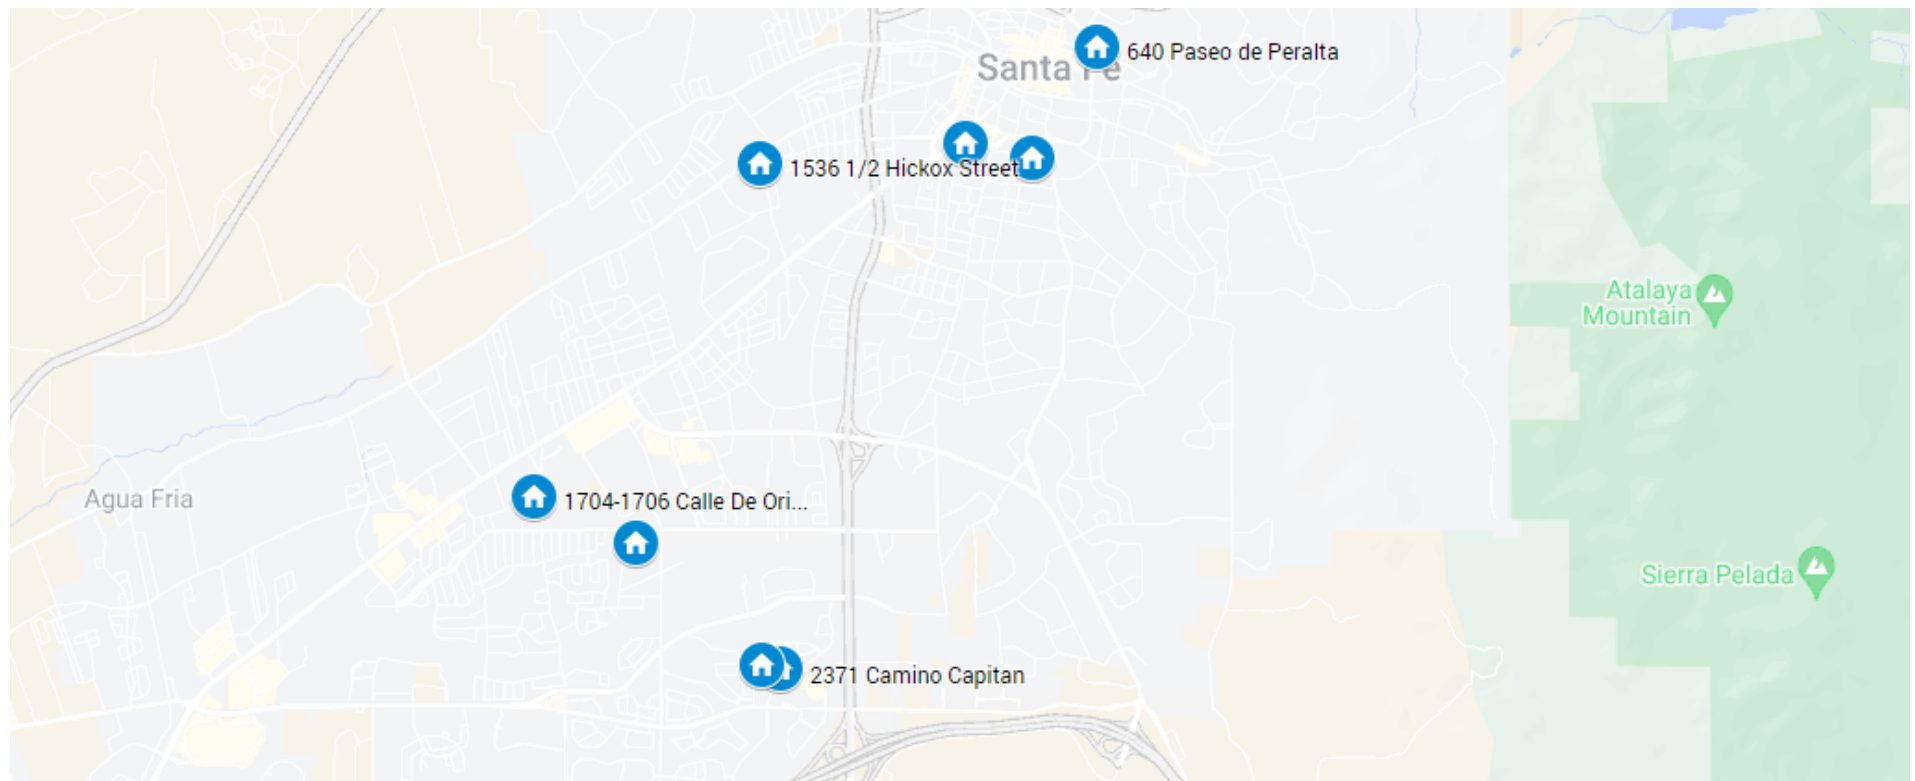 640 Paseo de Peralta
Santa Fe
1536 1/2 Hickox Street
Atalaya
Mountain
Agua Fria
1704-1706 Calle De Ori...
Sierra Pelada
2371 Camino Capitan